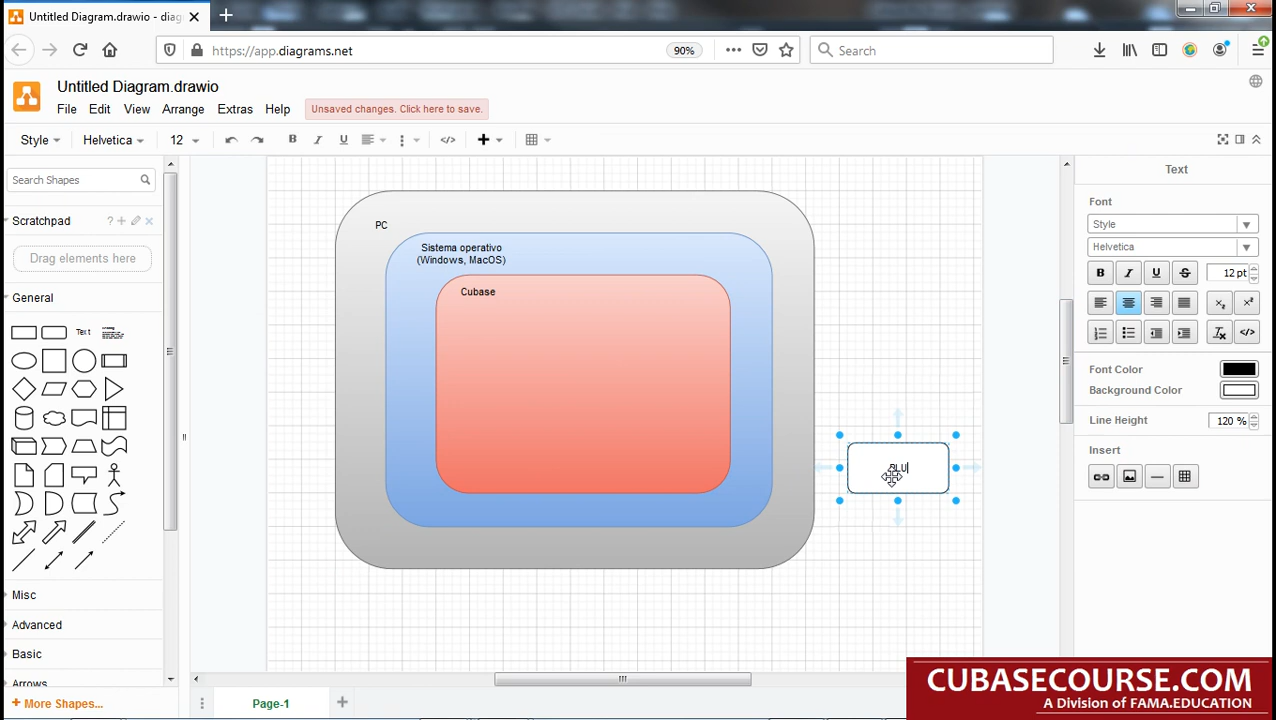 Untitled Diagram.drawio - diag
https://app.diagrams.net
90%
Search
Untitled Diagram.drawio
File Edit View Arrange Extras Help
Unsaved changes. Click here to save.
Style Helvetica 12
Search Shapes
Scratchpad
Drag elements here
General
Text
Misc
Advanced
Basic
Arrows
+ More Shapes...
PC
Sistema operativo
(Windows, MacOS)
Cubase
Page-1
Text
Font
Style
Helvetica
B I U S 12 pt
Font Color
Background Color
Line Height 120 %
Insert
CUBASECOURSE.COM
A Division of FAMA.EDUCATION